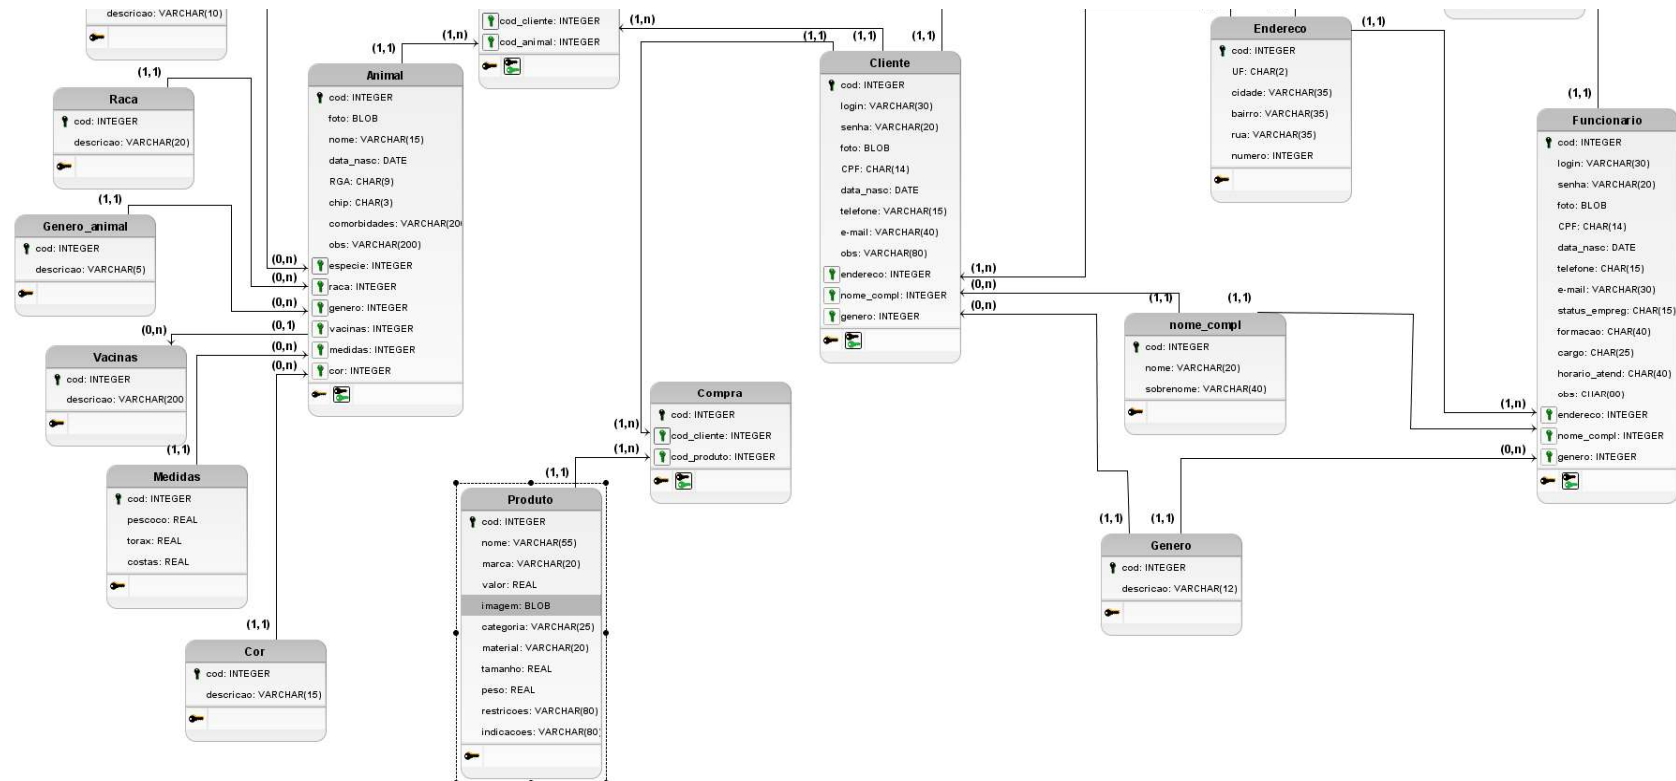 descricao: VARCHAR(10)
(1,1)
Raca
cod: INTEGER
descricao: VARCHAR(20)
(1,1)
Genero_animal
cod: INTEGER
descricao: VARCHAR(5)
(0,n)
Vacinas
cod: INTEGER
descricao: VARCHAR(200
(1,1)
Medidas
cod: INTEGER
pescoco: REAL
torax: REAL
costas: REAL
(1,1)
Cor
cod: INTEGER
descricao: VARCHAR(15)
(1,1)
Animal
cod: INTEGER
foto: BLOB
nome: VARCHAR(15)
data_nasc: DATE
RGA: CHAR(9)
chip: CHAR(3)
comorbidades: VARCHAR(200
obs: VARCHAR(200)
(0,n)
especie: INTEGER
(0,n)
raca: INTEGER
(0,n)
genero: INTEGER
(0,1)
vacinas: INTEGER
(0,n)
medidas: INTEGER
(0,n)
cor: INTEGER
cod_cliente: INTEGER
(1,n)
cod_animal: INTEGER
(1,n)
(1,1)
(1,1)
(1,1)
Cliente
cod: INTEGER
login: VARCHAR(30)
senha: VARCHAR(20)
foto: BLOB
CPF: CHAR(14)
data_nasc: DATE
telefone: VARCHAR(15)
e-mail: VARCHAR(40)
obs: VARCHAR(80)
endereco: INTEGER
(1,n)
nome_compl: INTEGER
(0,n)
genero: INTEGER
(0,n)
Compra
cod: INTEGER
(1,n)
cod_cliente: INTEGER
(1,n)
cod_produto: INTEGER
(1,1)
Produto
cod: INTEGER
nome: VARCHAR(55)
marca: VARCHAR(20)
valor: REAL
imagem: BLOB
categoria: VARCHAR(25)
material: VARCHAR(20)
tamanho: REAL
peso: REAL
restricoes: VARCHAR(80)
indicacoes: VARCHAR(80)
(1,1)
Endereco
cod: INTEGER
UF: CHAR(2)
cidade: VARCHAR(35)
bairro: VARCHAR(35)
rua: VARCHAR(35)
numero: INTEGER
(1,1)
(1,1)
nome_compl
cod: INTEGER
nome: VARCHAR(20)
sobrenome: VARCHAR(40)
(1,1)
(1,1)
Genero
cod: INTEGER
descricao: VARCHAR(12)
(1,1)
Funcionario
cod: INTEGER
login: VARCHAR(30)
senha: VARCHAR(20)
foto: BLOB
CPF: CHAR(14)
data_nasc: DATE
telefone: CHAR(15)
e-mail: VARCHAR(30)
status_empreg: CHAR(15)
formacao: CHAR(40)
cargo: CHAR(25)
horario_atend: CHAR(40)
obs: CHAR(80)
(1,n)
endereco: INTEGER
nome_compl: INTEGER
(0,n)
genero: INTEGER